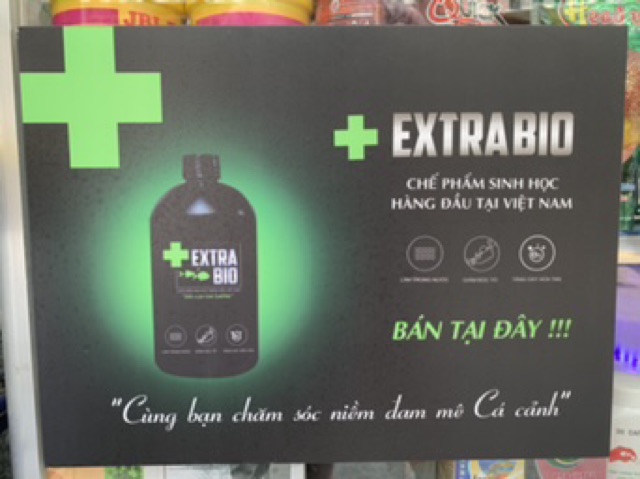 JBL
EXTRABIO
CHẾ PHẨM SINH HỌC
HÀNG ĐẦU TẠI VIỆT NAM
EXTRA
BIO
BÁN TẠI ĐÂY !!!
"Cùng bạn chăm sóc niềm đam mê Cá cảnh"